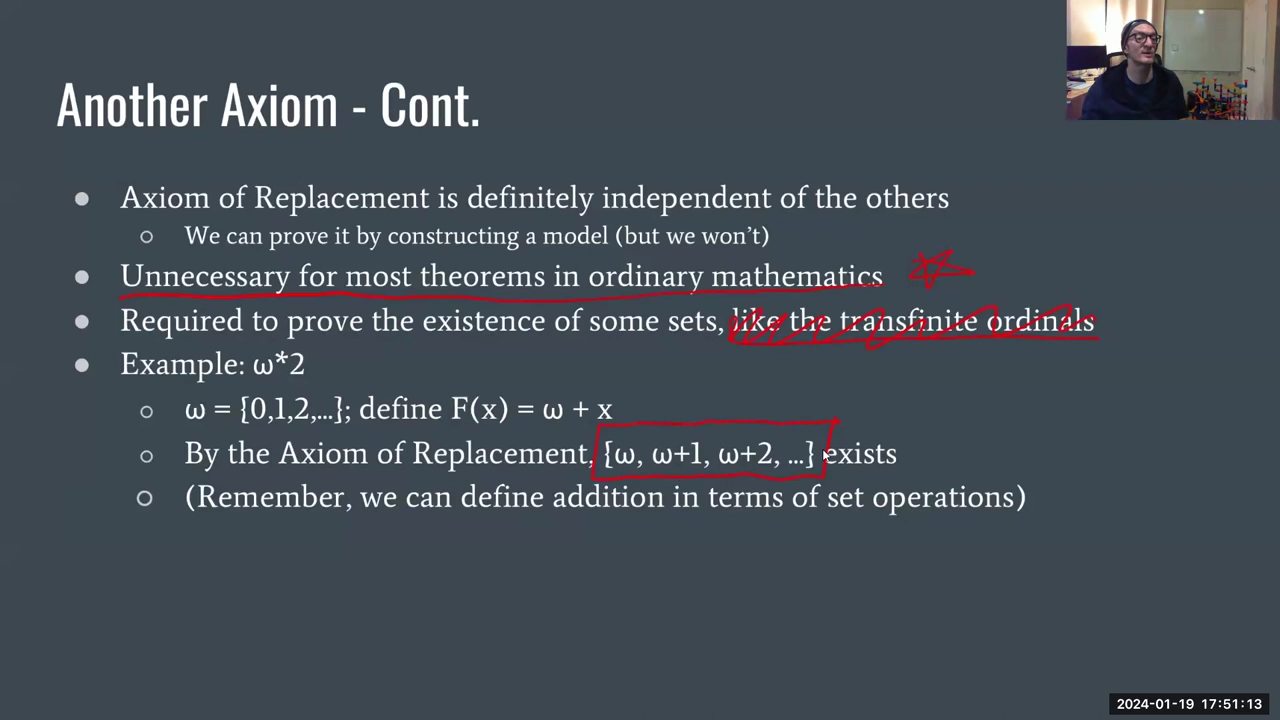 Another Axiom - Cont.
● Axiom of Replacement is definitely independent of the others
○ We can prove it by constructing a model (but we won't)
● Unnecessary for most theorems in ordinary mathematics
● Required to prove the existence of some sets, like the transfinite ordinals
● Example: ω*2
○ ω = {0,1,2,...}; define F(x) = ω + x
○ By the Axiom of Replacement, {ω, ω+1, ω+2, ...} exists
○ (Remember, we can define addition in terms of set operations)
2024-01-19 17:51:13